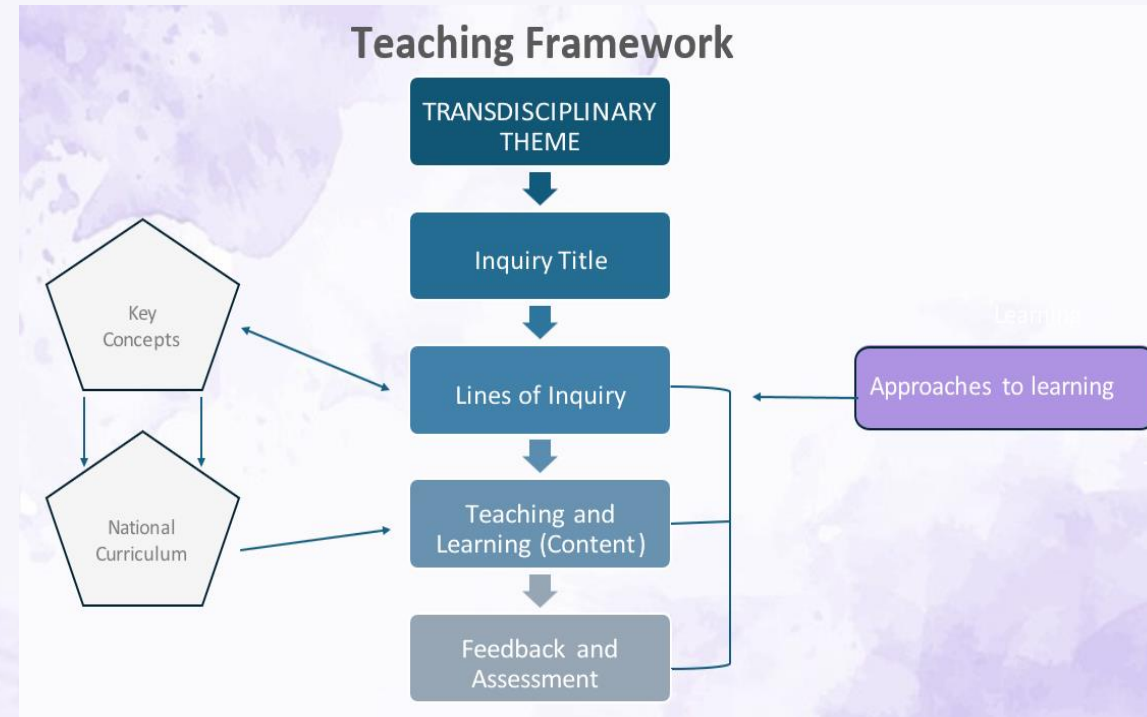 Teaching Framework
TRANSDISCIPLINARY
THEME
Inquiry Title
Key
Concepts
Lines of Inquiry
Learning
Approaches to learning
National
Curriculum
Teaching and
Learning (Content)
Feedback and
Assessment